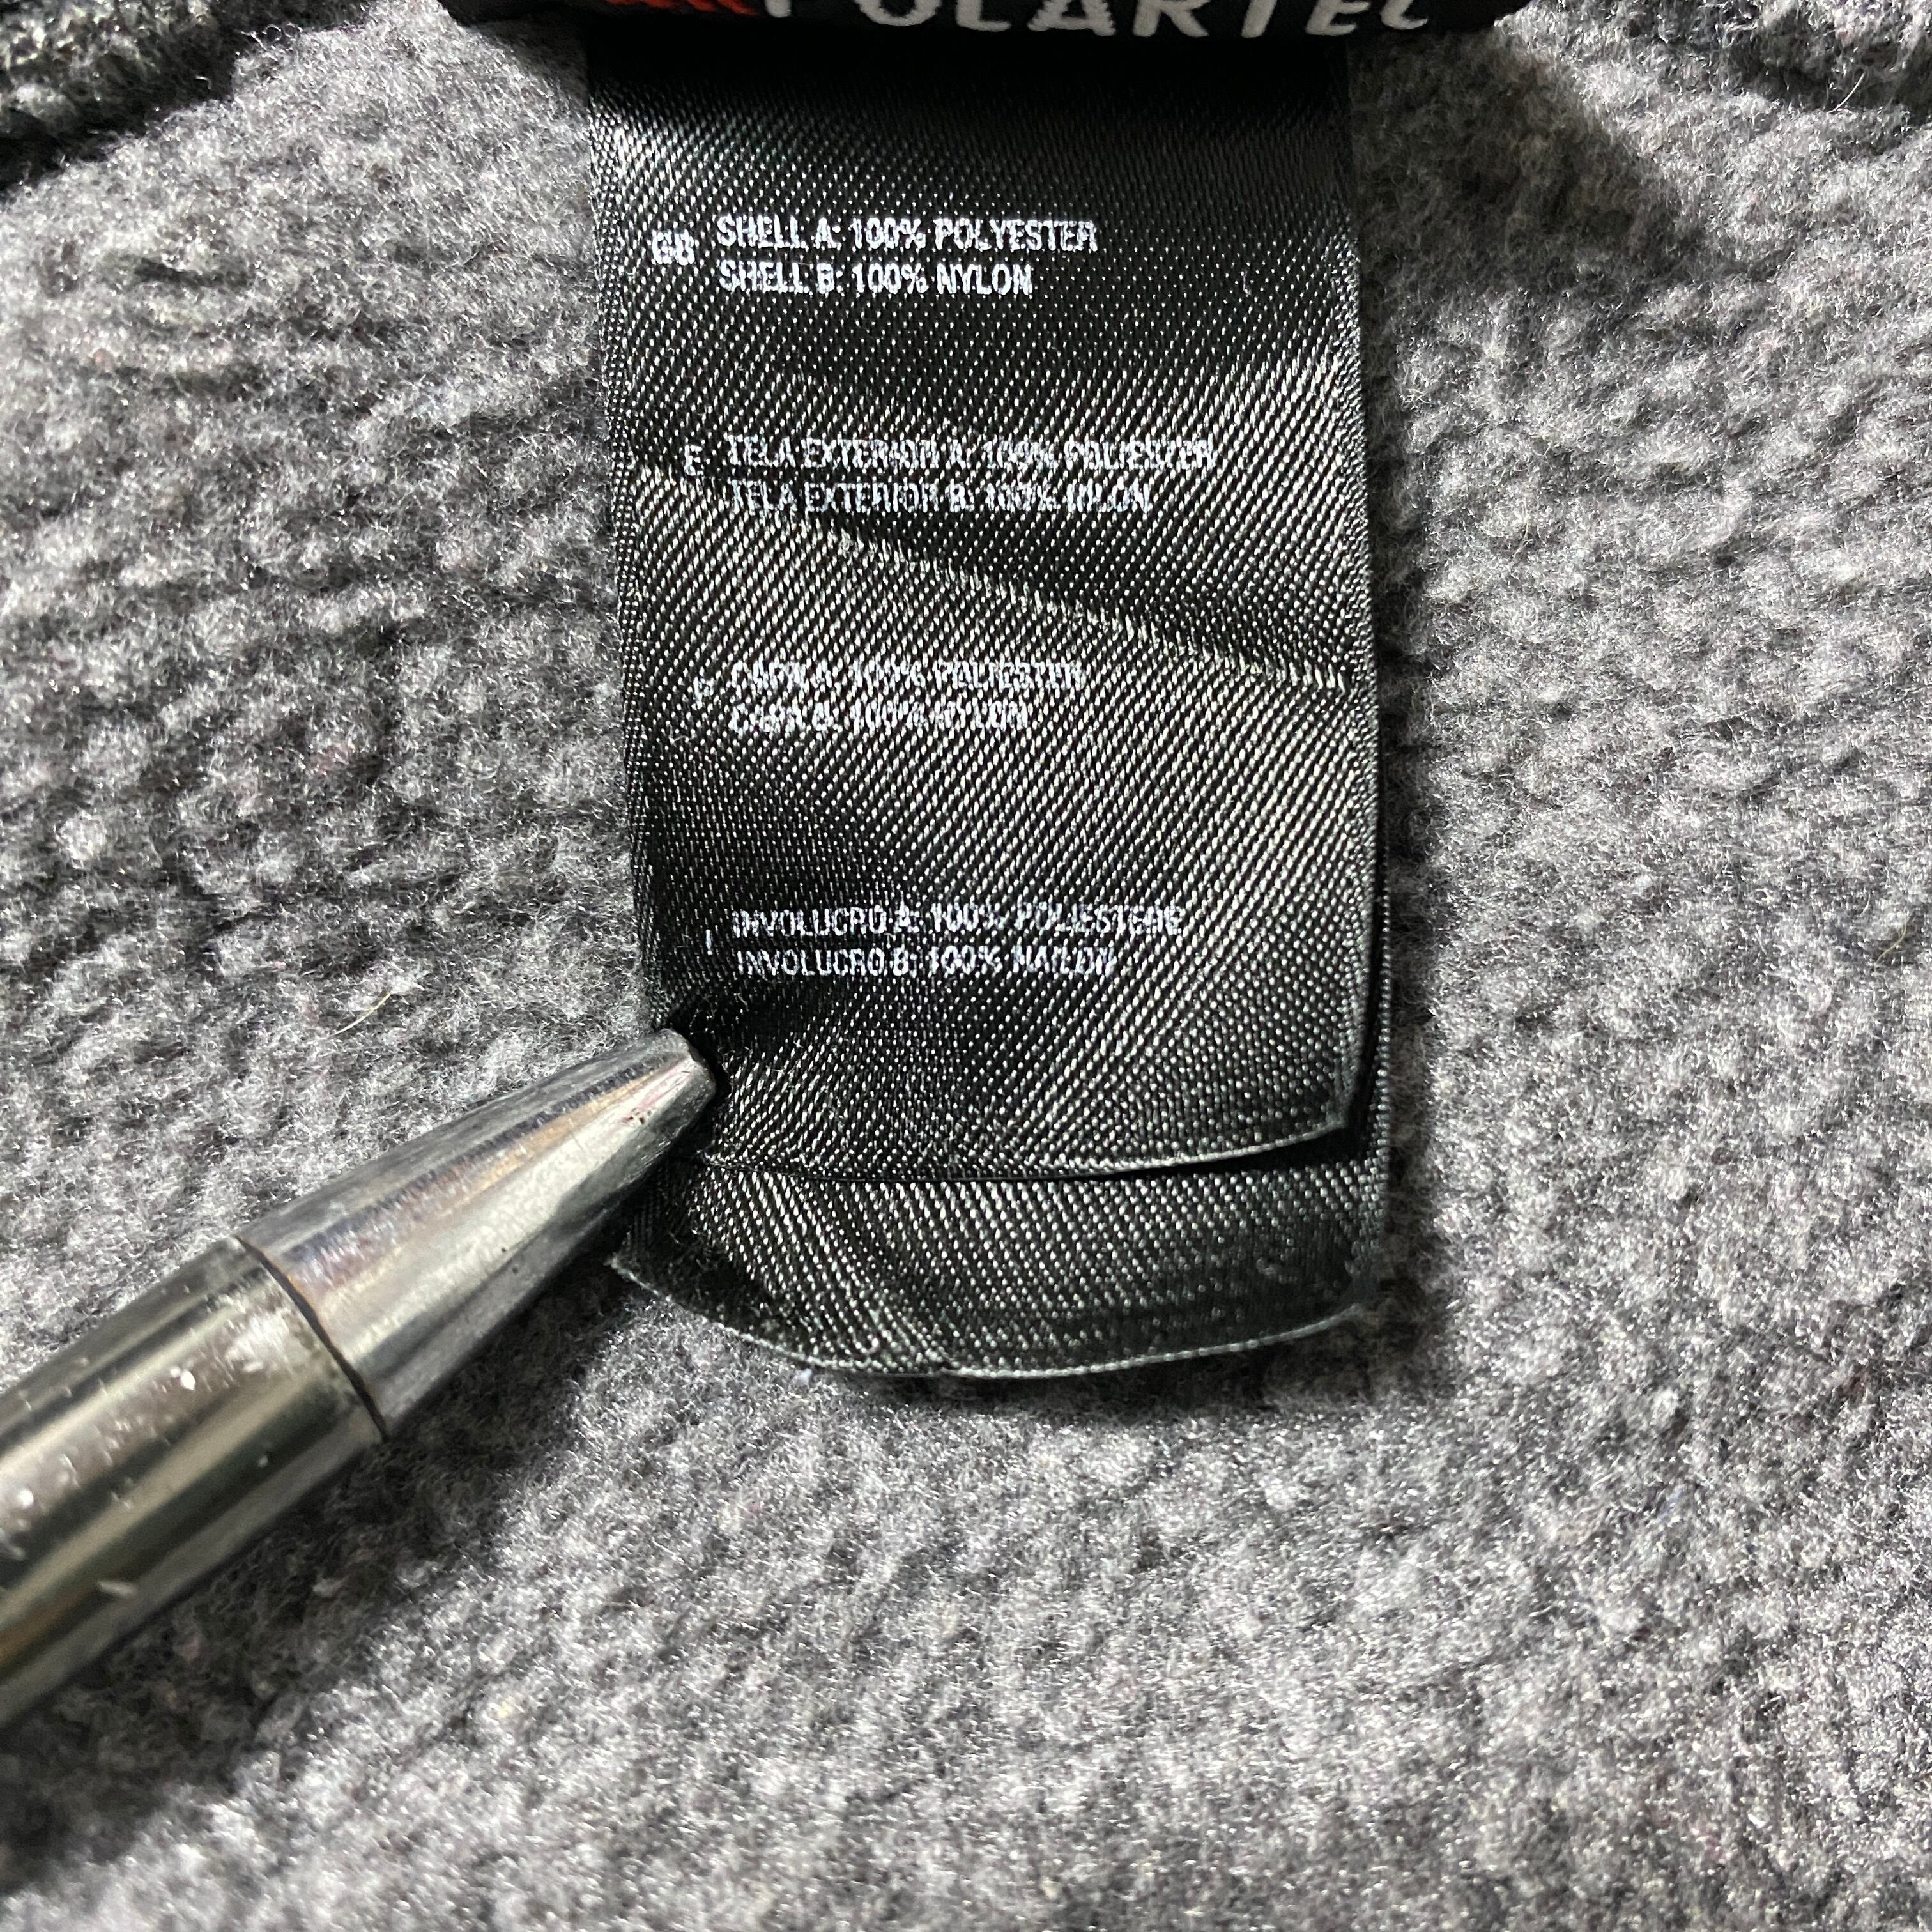 POLARTEC
GB SHELL A: 100% POLYESTER
SHELL B: 100% NYLON
E TELA EXTERIOR A: 100% POLIESTER
TELA EXTERIOR B: 100% NYLON
P CAPA A: 100% POLIESTER
CAPA B: 100% NYLON
I INVOLUCRO A: 100% POLIESTERE
INVOLUCRO B: 100% NAILON